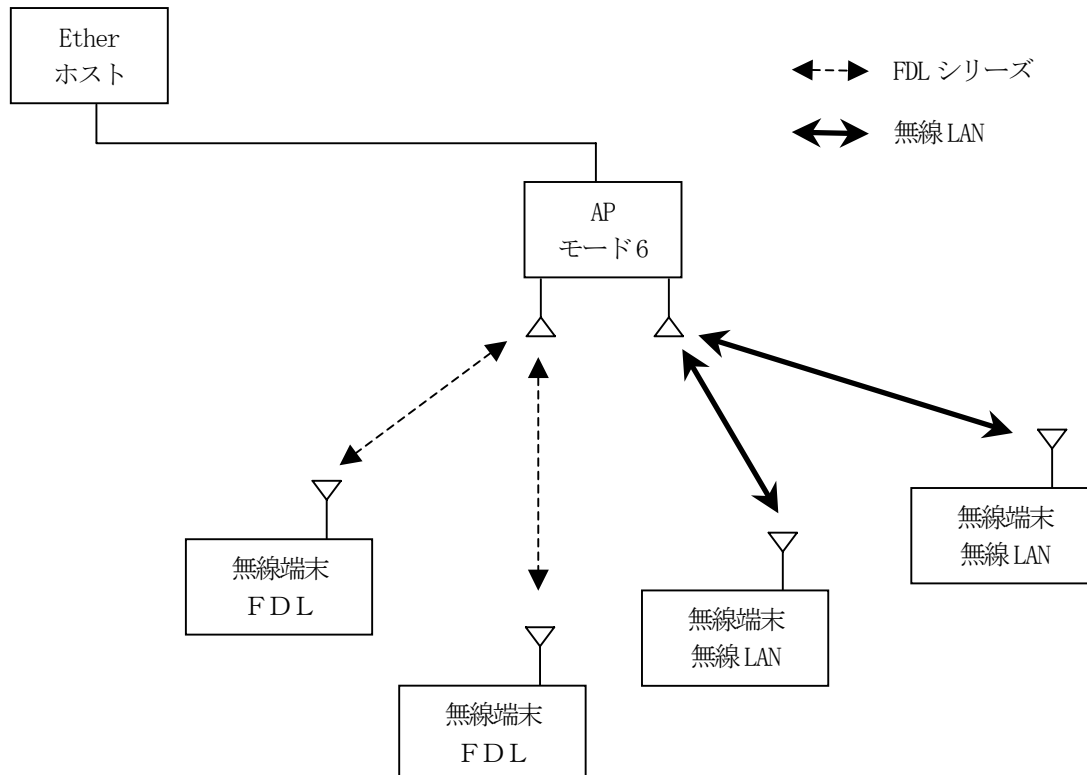 Ether
ホスト
FDL シリーズ
無線 LAN
AP
モード６
無線端末
無線 LAN
無線端末
ＦＤＬ
無線端末
無線 LAN
無線端末
ＦＤＬ